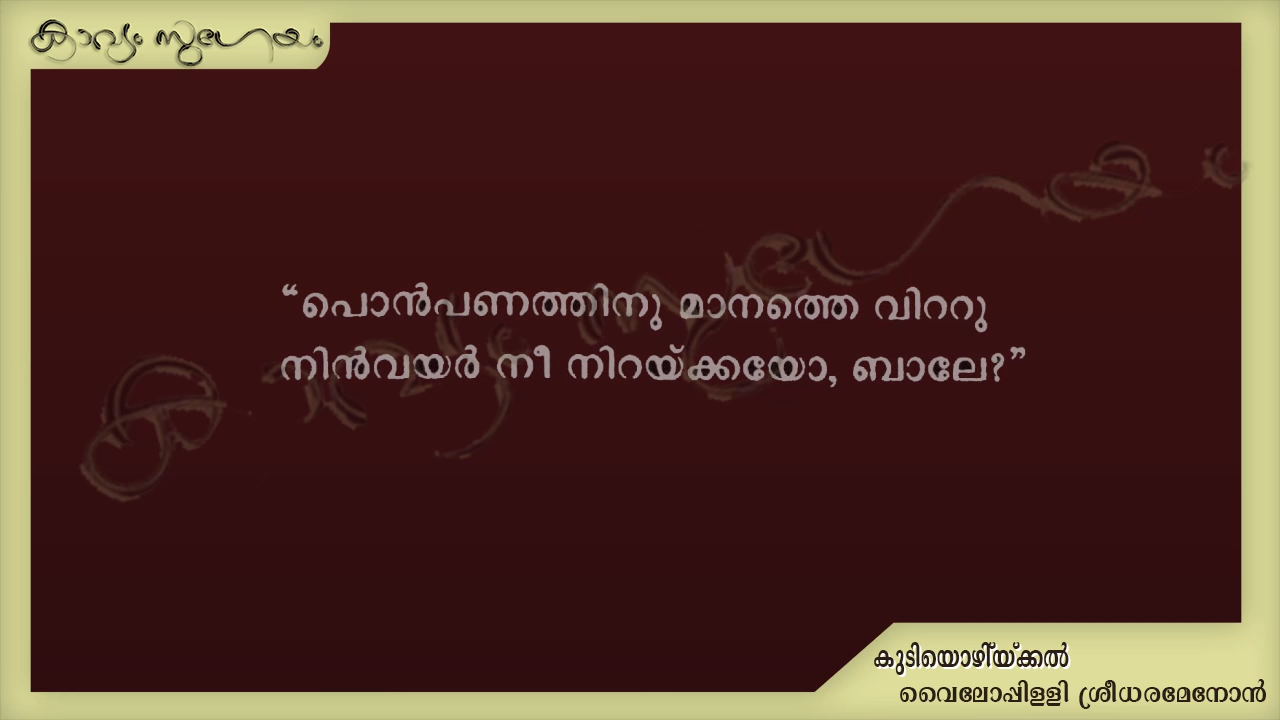 കാവ്യം സുഗേയം
“പൊൻപണത്തിനു മാനത്തെ വിററു
നിൻവയർ നീ നിറയ്ക്കയോ, ബാലേ?”
കുടിയൊഴിയ്ക്കൽ
വൈലോപ്പിള്ളി ശ്രീധരമേനോൻ